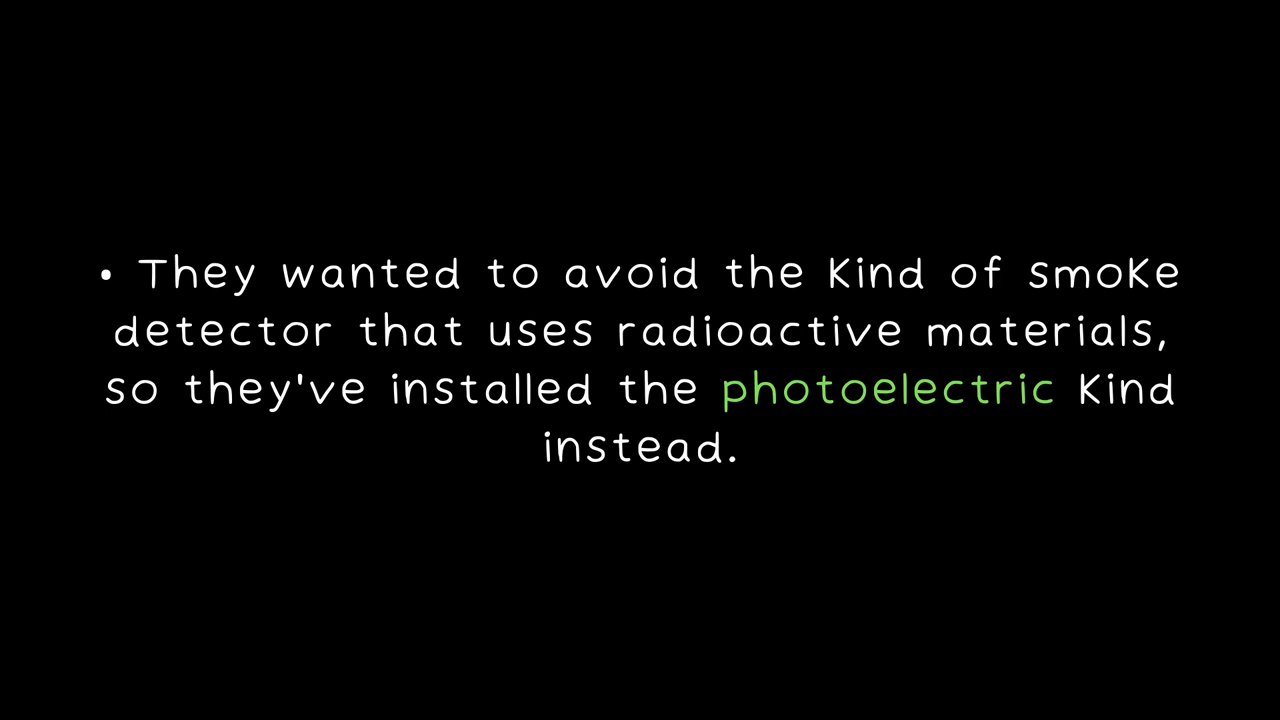 • They wanted to avoid the kind of smoke
detector that uses radioactive materials,
so they've installed the photoelectric kind
instead.